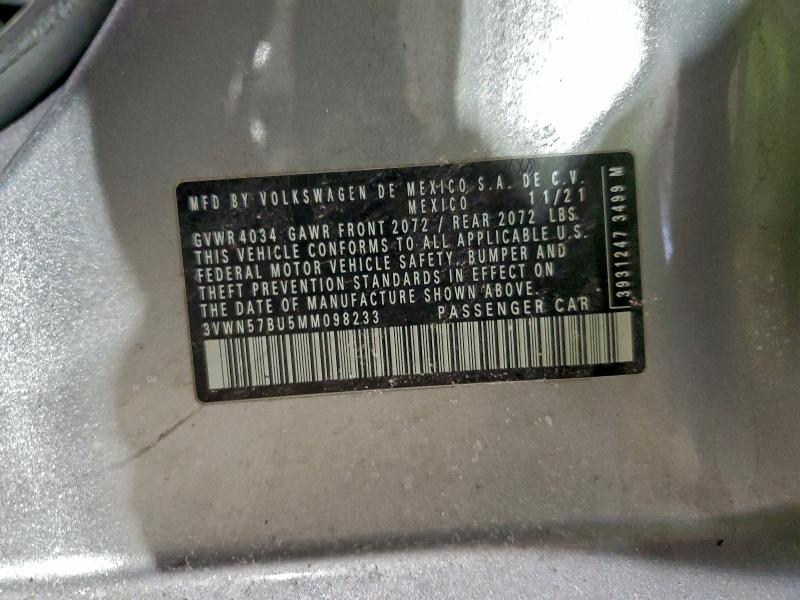 MFD BY VOLKSWAGEN DE MEXICO S.A. DE C.V.
MEXICO 11/21
GVWR 4034 GAWR FRONT 2072 / REAR 2072 LBS.
THIS VEHICLE CONFORMS TO ALL APPLICABLE U.S.
FEDERAL MOTOR VEHICLE SAFETY, BUMPER AND
THEFT PREVENTION STANDARDS IN EFFECT ON
THE DATE OF MANUFACTURE SHOWN ABOVE.
3VWN57BU5MM098233 PASSENGER CAR
3931247 3499 M